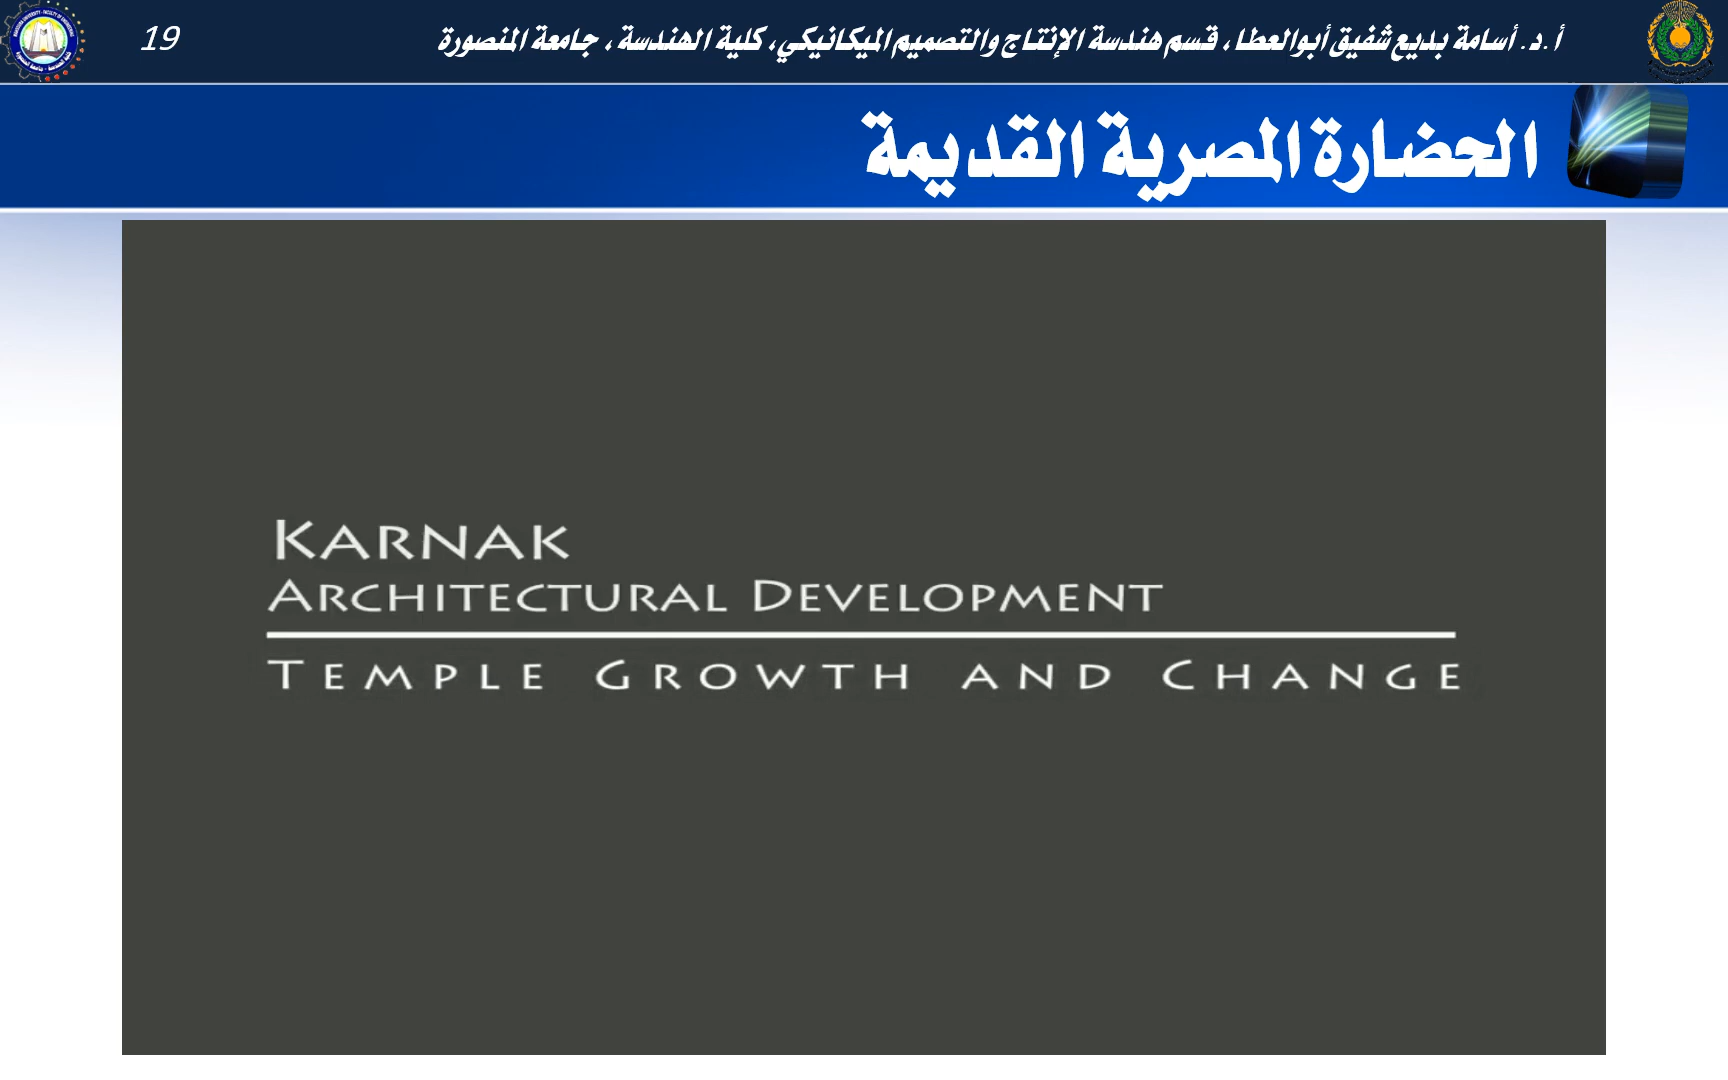 أ.د. أسامة بديع شفيق أبوالعطا، قسم هندسة الإنتاج والتصميم الميكانيكي، كلية الهندسة ، جامعة المنصورة
19
الحضارة المصرية القديمة
KARNAK
ARCHITECTURAL DEVELOPMENT
TEMPLE GROWTH AND CHANGE